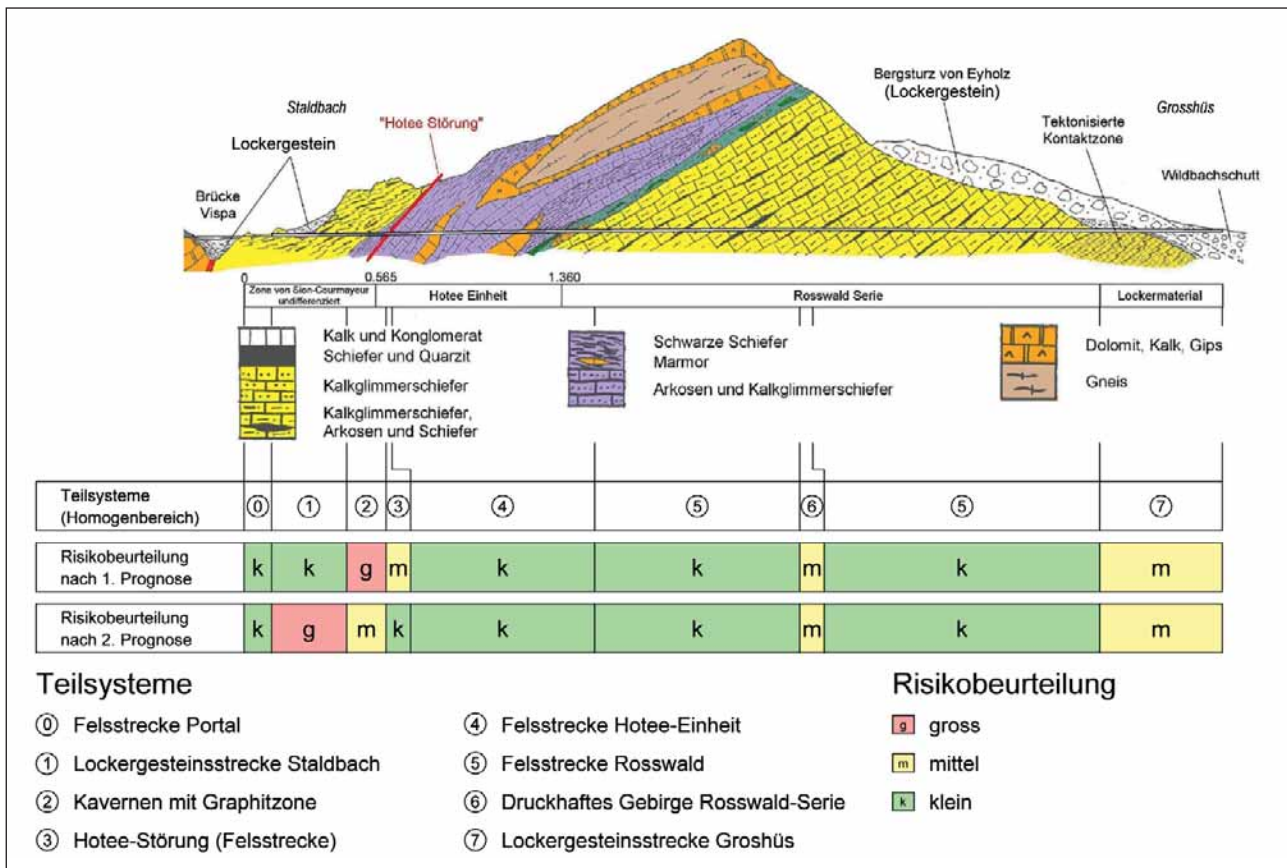 Bergsturz von Eyholz
(Lockergestein)
Grosshüs
Staldbach
"Hotee Störung"
Tektonisierte
Kontaktzone
Lockergestein
Wildbachschutt
Brücke
Vispa
0
0.565
1.360
Zone von Sion-Courmayeur
undifferenziert
Hotee Einheit
Rosswald Serie
Lockermaterial
Kalk und Konglomerat
Schiefer und Quarzit
Kalkglimmerschiefer
Kalkglimmerschiefer,
Arkosen und Schiefer
Schwarze Schiefer
Marmor
Arkosen und Kalkglimmerschiefer
Dolomit, Kalk, Gips
Gneis
Teilsysteme
(Homogenbereich)
0 1 2 3 4 5 6 5 7
Risikobeurteilung
nach 1. Prognose
k k g m k k m k m
Risikobeurteilung
nach 2. Prognose
k g m k k k m k m
Teilsysteme
0 Felsstrecke Portal
1 Lockergesteinsstrecke Staldbach
2 Kavernen mit Graphitzone
3 Hotee-Störung (Felsstrecke)
4 Felsstrecke Hotee-Einheit
5 Felsstrecke Rosswald
6 Druckhaftes Gebirge Rosswald-Serie
7 Lockergesteinsstrecke Groshüs
Risikobeurteilung
g gross
m mittel
k klein